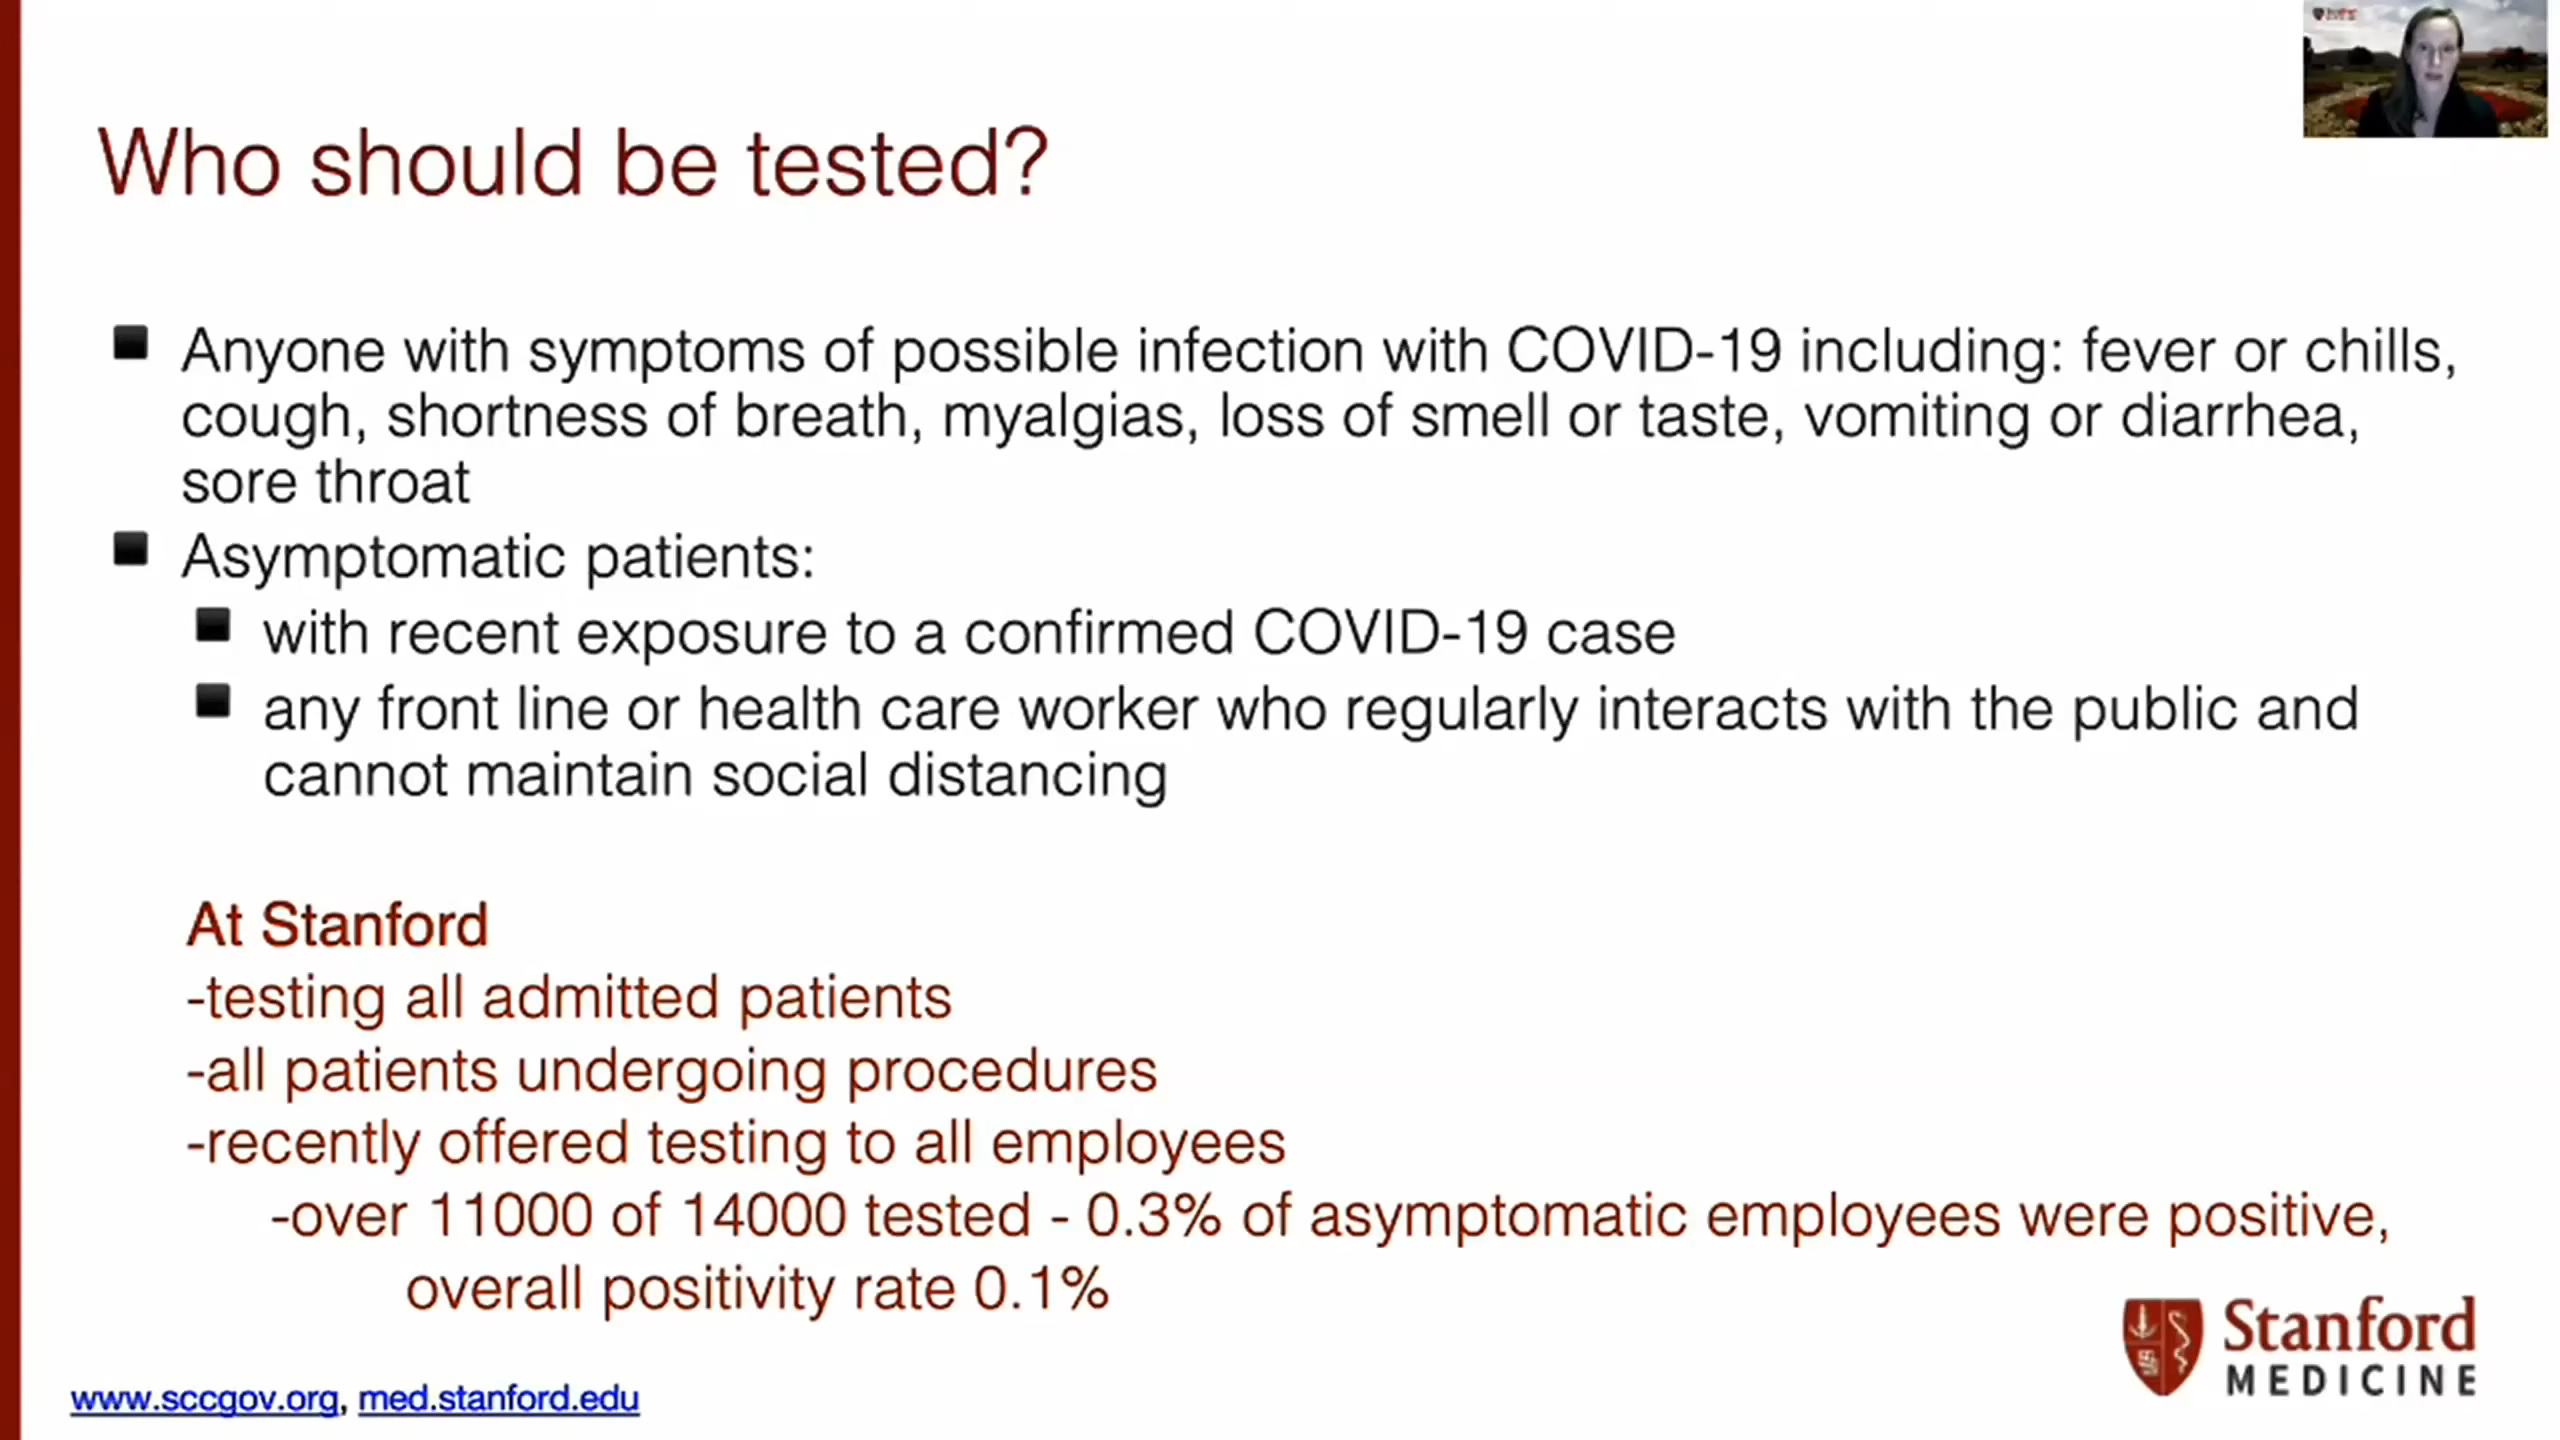 Who should be tested?
Anyone with symptoms of possible infection with COVID-19 including: fever or chills,
cough, shortness of breath, myalgias, loss of smell or taste, vomiting or diarrhea,
sore throat
Asymptomatic patients:
with recent exposure to a confirmed COVID-19 case
any front line or health care worker who regularly interacts with the public and
cannot maintain social distancing
At Stanford
-testing all admitted patients
-all patients undergoing procedures
-recently offered testing to all employees
-over 11000 of 14000 tested - 0.3% of asymptomatic employees were positive,
overall positivity rate 0.1%
www.sccgov.org, med.stanford.edu
Stanford
MEDICINE